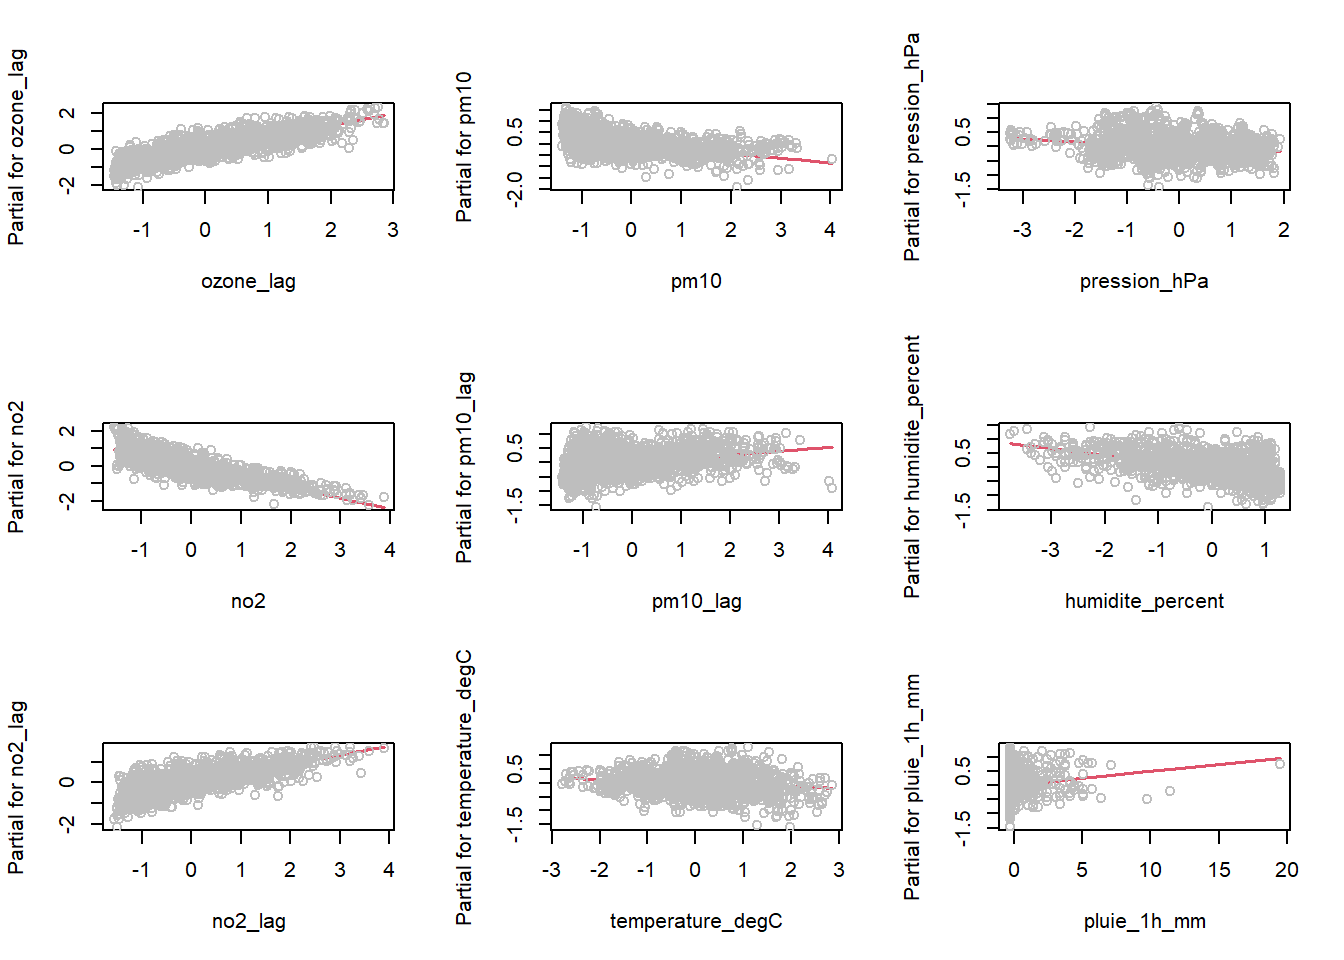 Partial for ozone_lag
2
0
-2
-1 0 1 2 3
ozone_lag
Partial for pm10
0.5
-2.0
-1 0 1 2 3 4
pm10
Partial for pression_hPa
0.5
-1.5
-3 -2 -1 0 1 2
pression_hPa
Partial for no2
2
0
-2
-1 0 1 2 3 4
no2
Partial for pm10_lag
0.5
-1.5
-1 0 1 2 3 4
pm10_lag
Partial for humidite_percent
0.5
-1.5
-3 -2 -1 0 1
humidite_percent
Partial for no2_lag
0
-2
-1 0 1 2 3 4
no2_lag
Partial for temperature_degC
0.5
-1.5
-3 -2 -1 0 1 2 3
temperature_degC
Partial for pluie_1h_mm
0.5
-1.5
0 5 10 15 20
pluie_1h_mm